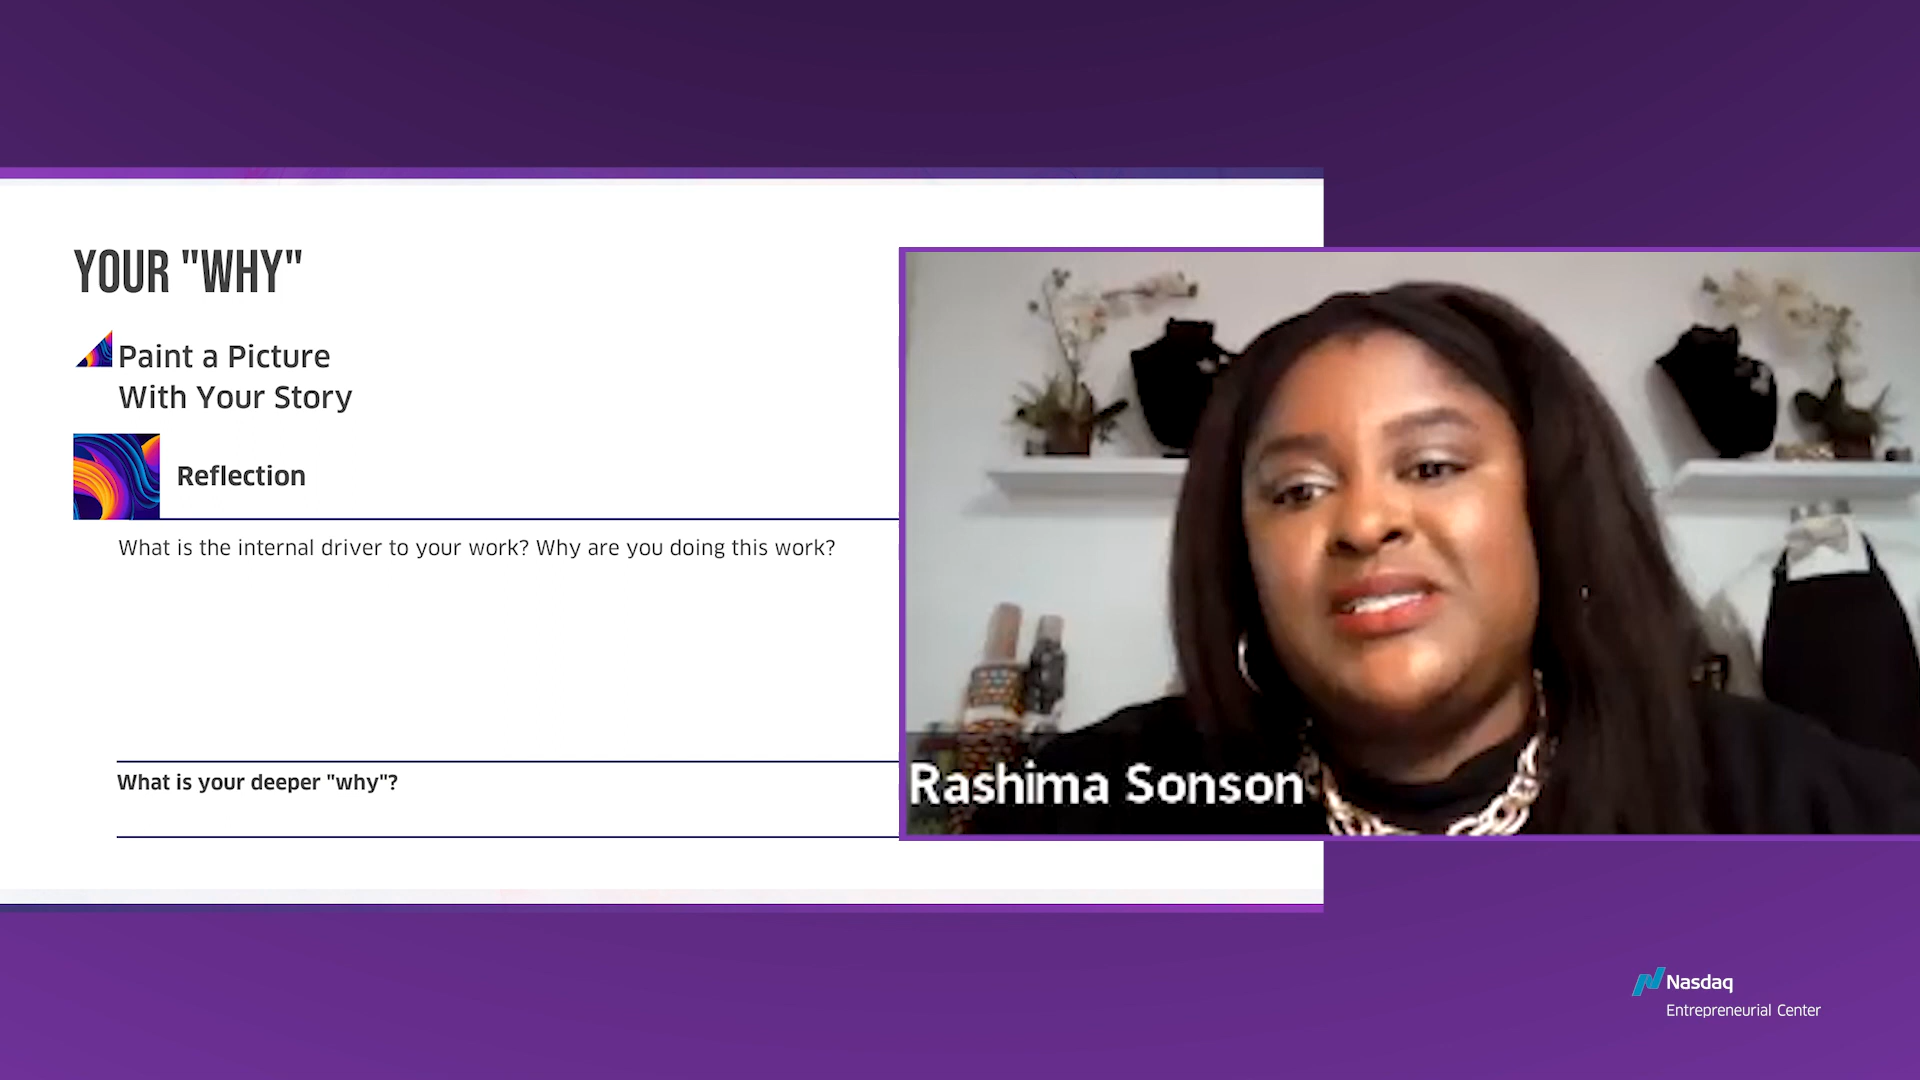 YOUR "WHY"
Paint a Picture
With Your Story
Reflection
What is the internal driver to your work? Why are you doing this work?
What is your deeper "why"?
Rashima Sonson
Nasdaq
Entrepreneurial Center